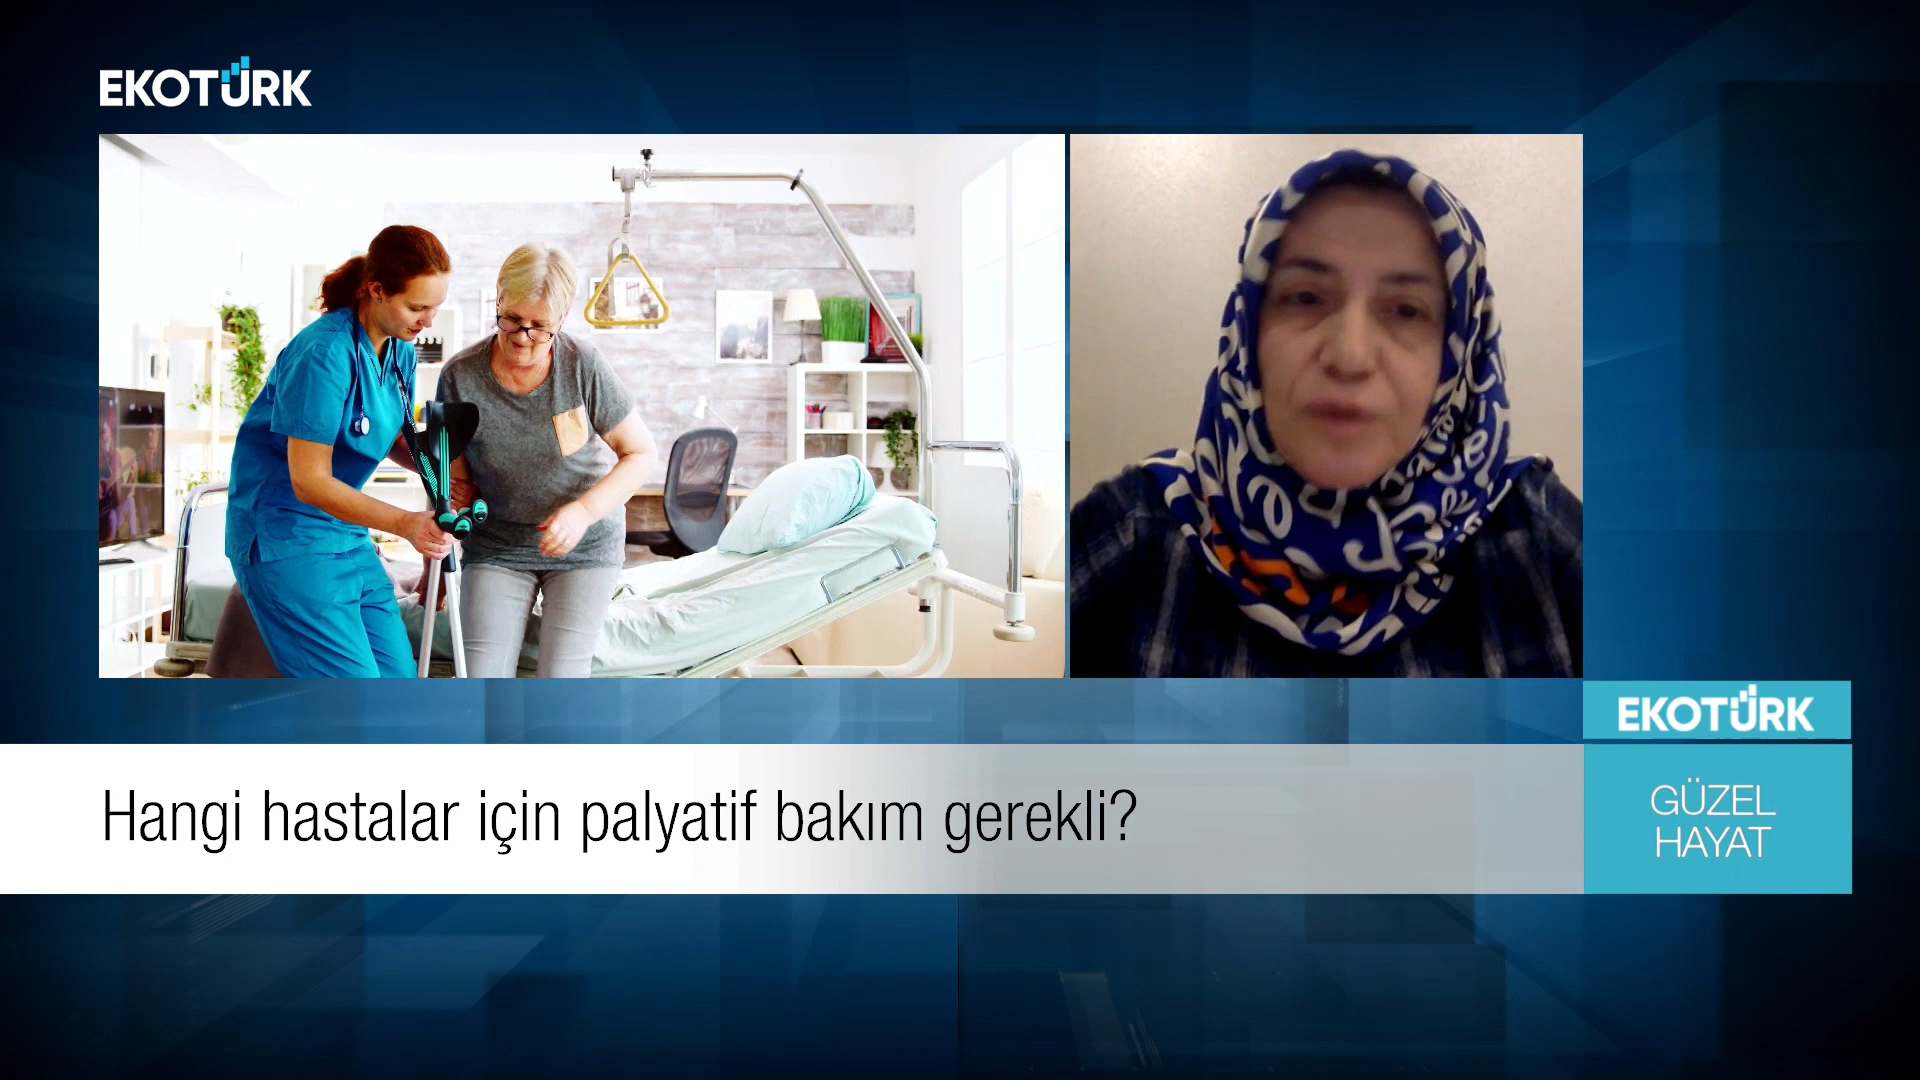 EKOTÜRK
EKOTÜRK
Hangi hastalar için palyatif bakım gerekli?
GÜZEL
HAYAT